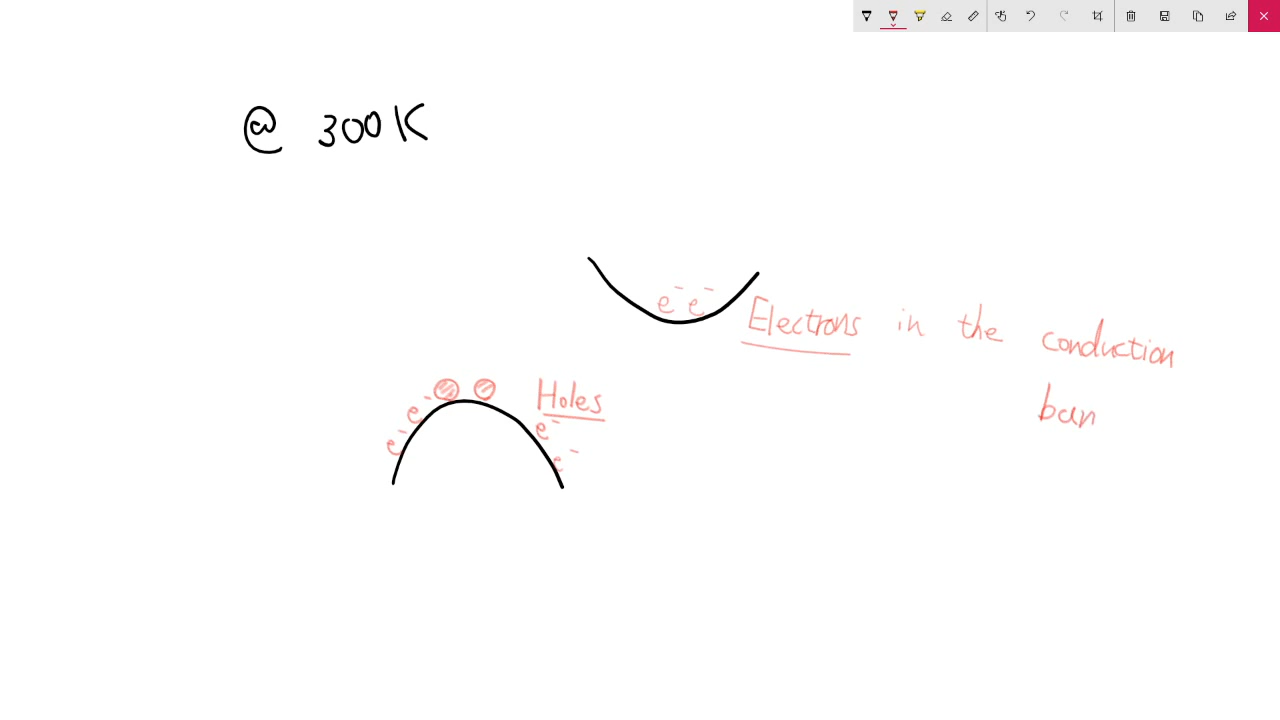 @ 300K
e⁻ e⁻
Electrons in the conduction
ban
Holes
e⁻
e⁻
e⁻
e⁻